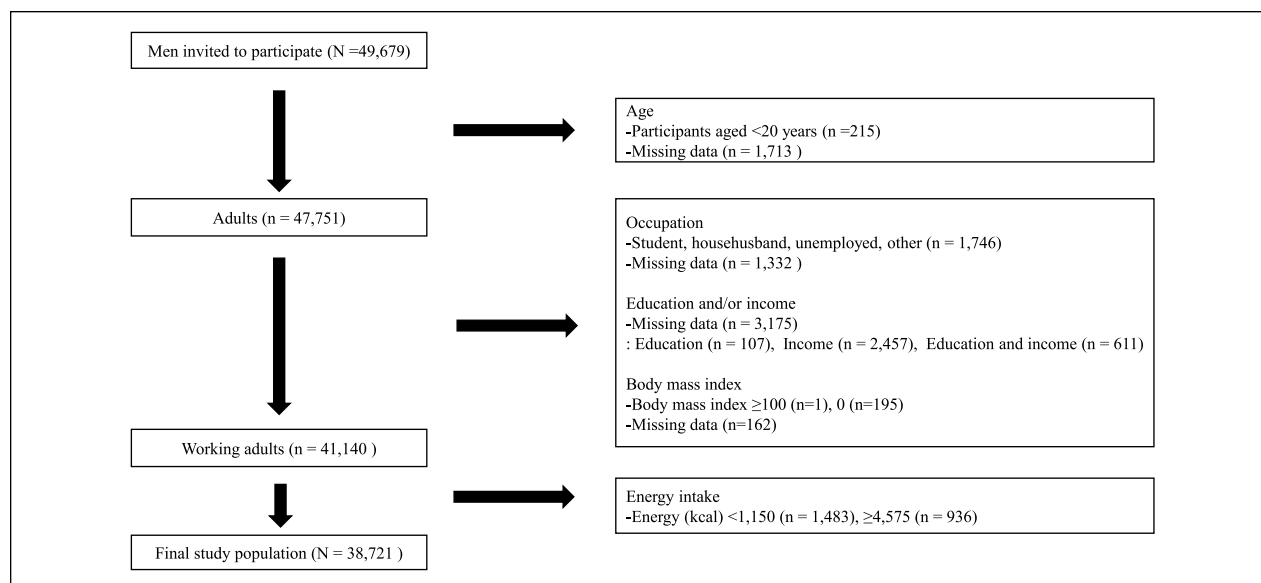 Men invited to participate (N =49,679)
Age
-Participants aged <20 years (n =215)
-Missing data (n = 1,713 )
Adults (n = 47,751)
Occupation
-Student, househusband, unemployed, other (n = 1,746)
-Missing data (n = 1,332 )
Education and/or income
-Missing data (n = 3,175)
: Education (n = 107), Income (n = 2,457), Education and income (n = 611)
Body mass index
-Body mass index ≥100 (n=1), 0 (n=195)
-Missing data (n=162)
Working adults (n = 41,140 )
Energy intake
-Energy (kcal) <1,150 (n = 1,483), ≥4,575 (n = 936)
Final study population (N = 38,721 )